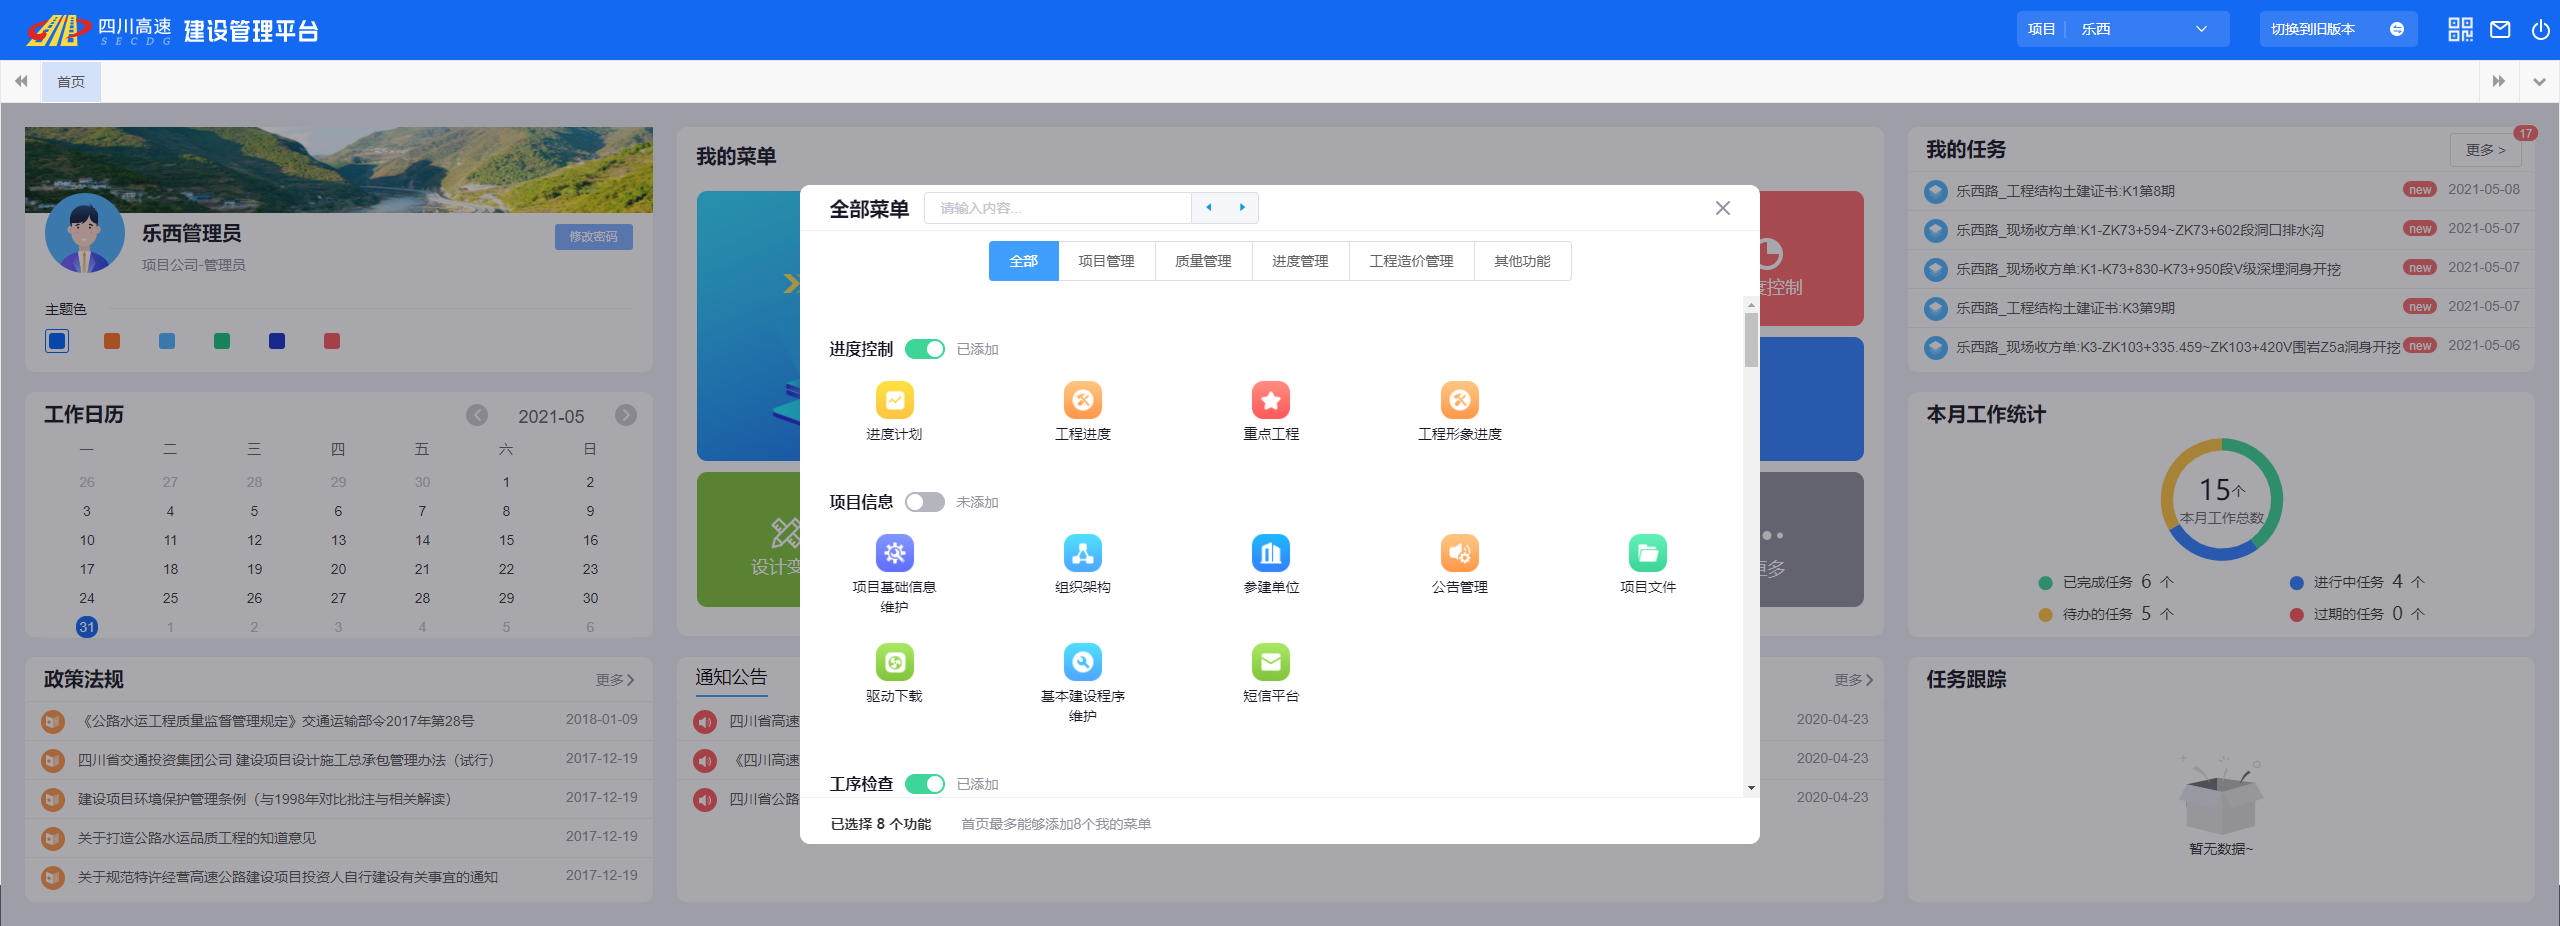 四川高速
SECDG
建设管理平台
项目 乐西
切换到旧版本
首页
乐西管理员
项目公司-管理员
修改密码
主题色
工作日历
2021-05
一 二 三 四 五 六 日
26 27 28 29 30 1 2
3 4 5 6 7 8 9
10 11 12 13 14 15 16
17 18 19 20 21 22 23
24 25 26 27 28 29 30
31 1 2 3 4 5 6
政策法规
更多
《公路水运工程质量监督管理规定》交通运输部令2017年第28号 2018-01-09
四川省交通投资集团公司 建设项目设计施工总承包管理办法（试行） 2017-12-19
建设项目环境保护管理条例（与1998年对比批注与相关解读） 2017-12-19
关于打造公路水运品质工程的知道意见 2017-12-19
关于规范特许经营高速公路建设项目投资人自行建设有关事宜的通知 2017-12-19
我的菜单
设计变
控制
多
全部菜单
请输入内容...
全部 项目管理 质量管理 进度管理 工程造价管理 其他功能
进度控制 已添加
进度计划 工程进度 重点工程 工程形象进度
项目信息 未添加
项目基础信息
维护
组织架构 参建单位 公告管理 项目文件
驱动下载
基本建设程序
维护
短信平台
工序检查 已添加
已选择 8 个功能 首页最多能够添加8个我的菜单
通知公告
更多
四川省高速 2020-04-23
《四川高速 2020-04-23
四川省公路 2020-04-23
我的任务
更多 >
17
乐西路_工程结构土建证书:K1第8期 new 2021-05-08
乐西路_现场收方单:K1-ZK73+594~ZK73+602段洞口排水沟 new 2021-05-07
乐西路_现场收方单:K1-K73+830-K73+950段V级深埋洞身开挖 new 2021-05-07
乐西路_工程结构土建证书:K3第9期 new 2021-05-07
乐西路_现场收方单:K3-ZK103+335.459~ZK103+420V围岩Z5a洞身开挖 new 2021-05-06
本月工作统计
15个
本月工作总数
已完成任务 6 个 进行中任务 4 个
待办的任务 5 个 过期的任务 0 个
任务跟踪
暂无数据~